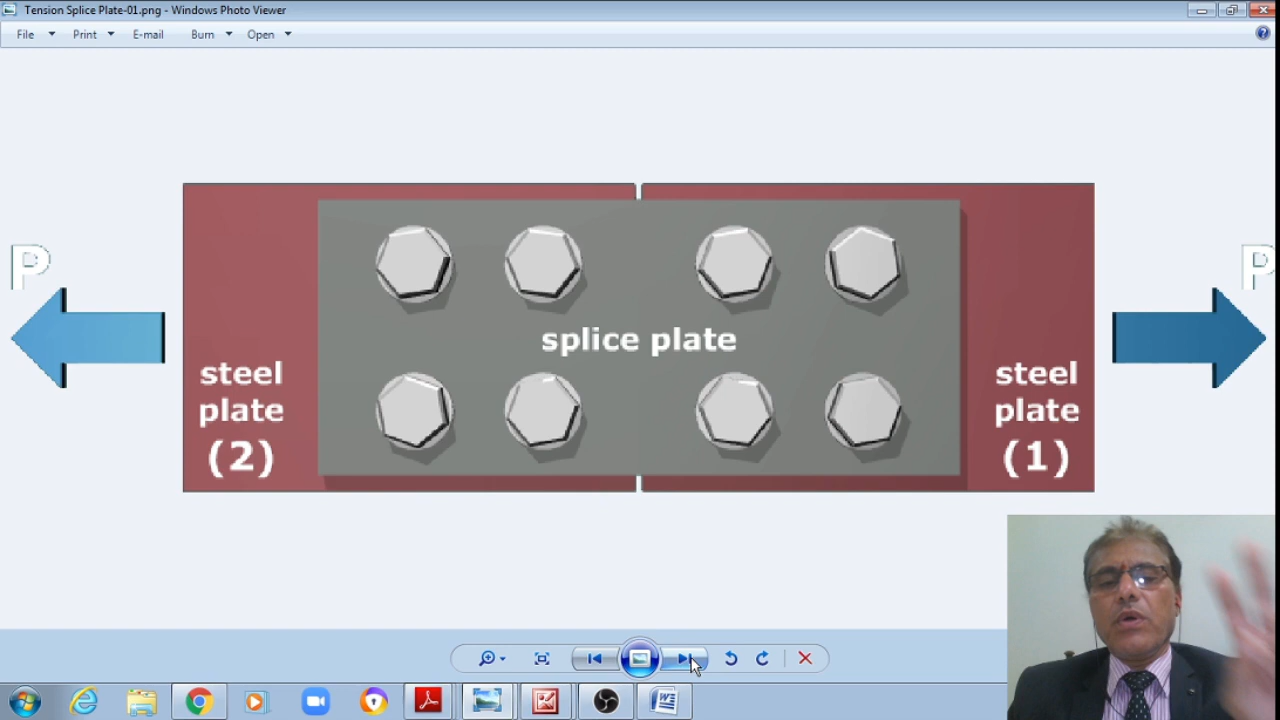 Tension Splice Plate-01.png - Windows Photo Viewer
File Print E-mail Burn Open
P
P
splice plate
steel
plate
(2)
steel
plate
(1)